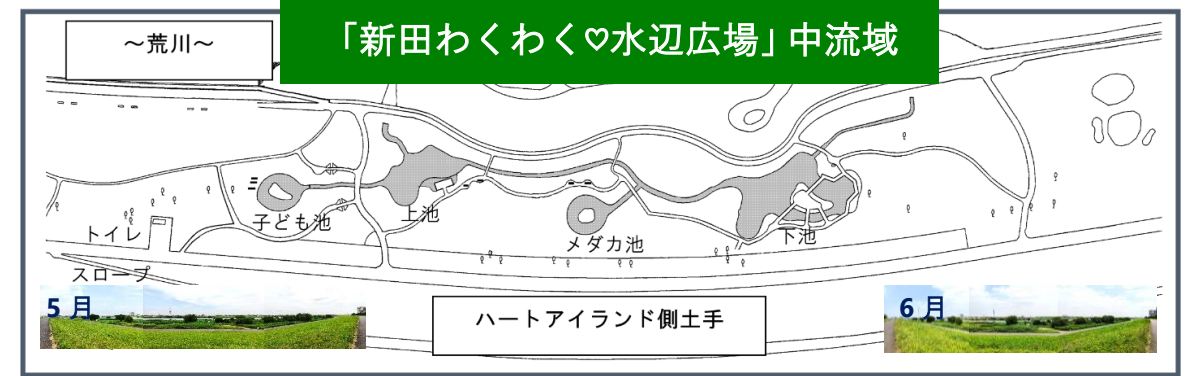 「新田わくわく♡水辺広場」中流域
～荒川～
子ども池
上池
メダカ池
下池
トイレ
スロープ
5月
ハートアイランド側土手
6月